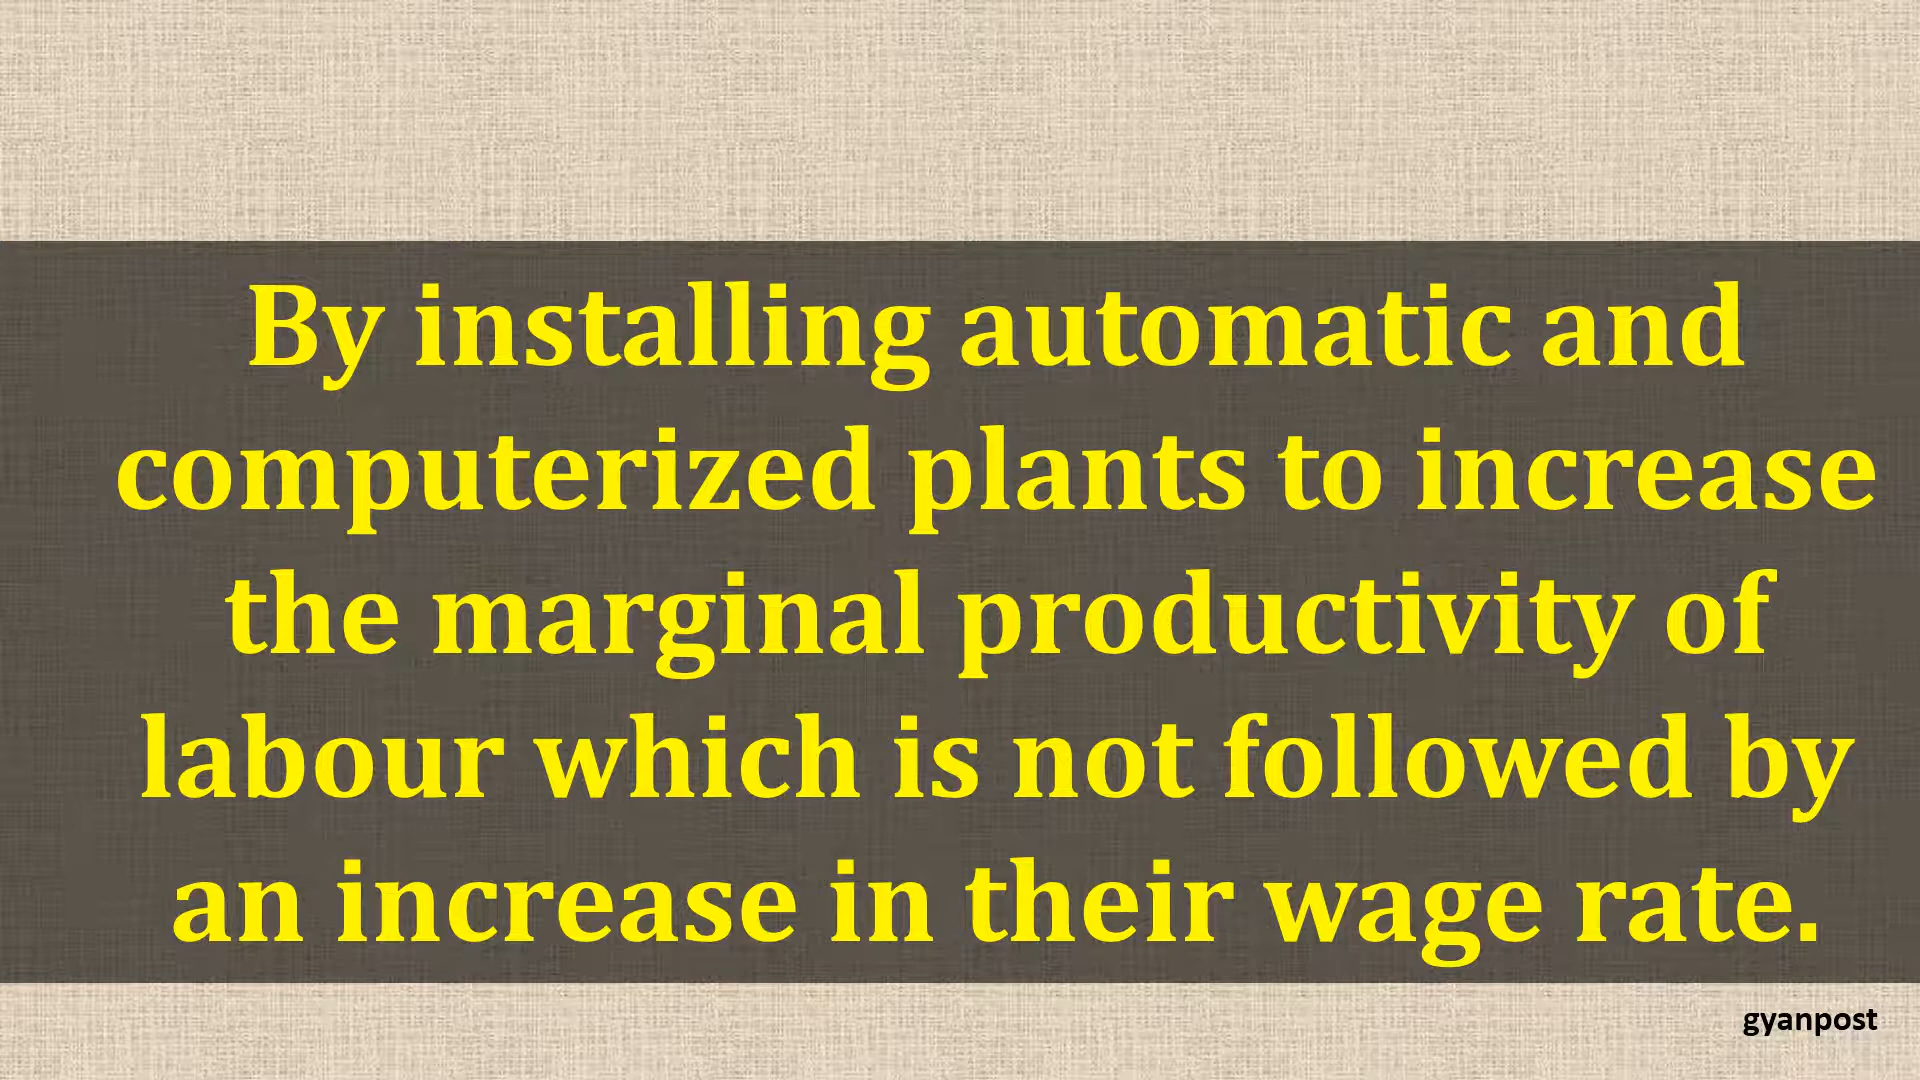 By installing automatic and
computerized plants to increase
the marginal productivity of
labour which is not followed by
an increase in their wage rate.
gyanpost